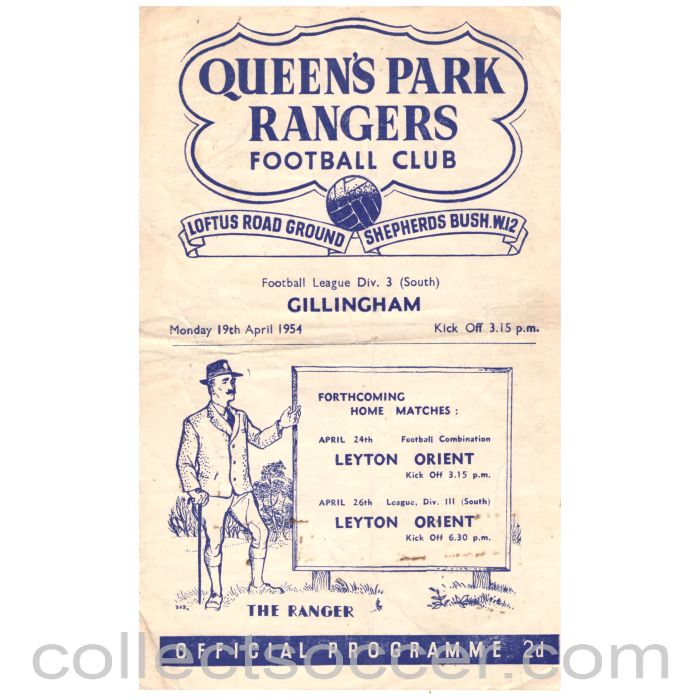 QUEEN'S PARK
RANGERS
FOOTBALL CLUB
LOFTUS ROAD GROUND SHEPHERDS BUSH.W.12
Football League Div. 3 (South)
GILLINGHAM
Monday 19th April 1954 Kick Off 3.15 p.m.
FORTHCOMING
HOME MATCHES :
APRIL 24th Football Combination
LEYTON ORIENT
Kick Off 3.15 p.m.
APRIL 26th League, Div. III (South)
LEYTON ORIENT
Kick Off 6.30 p.m.
THE RANGER
OFFICIAL PROGRAMME 2d
collectsoccer.com